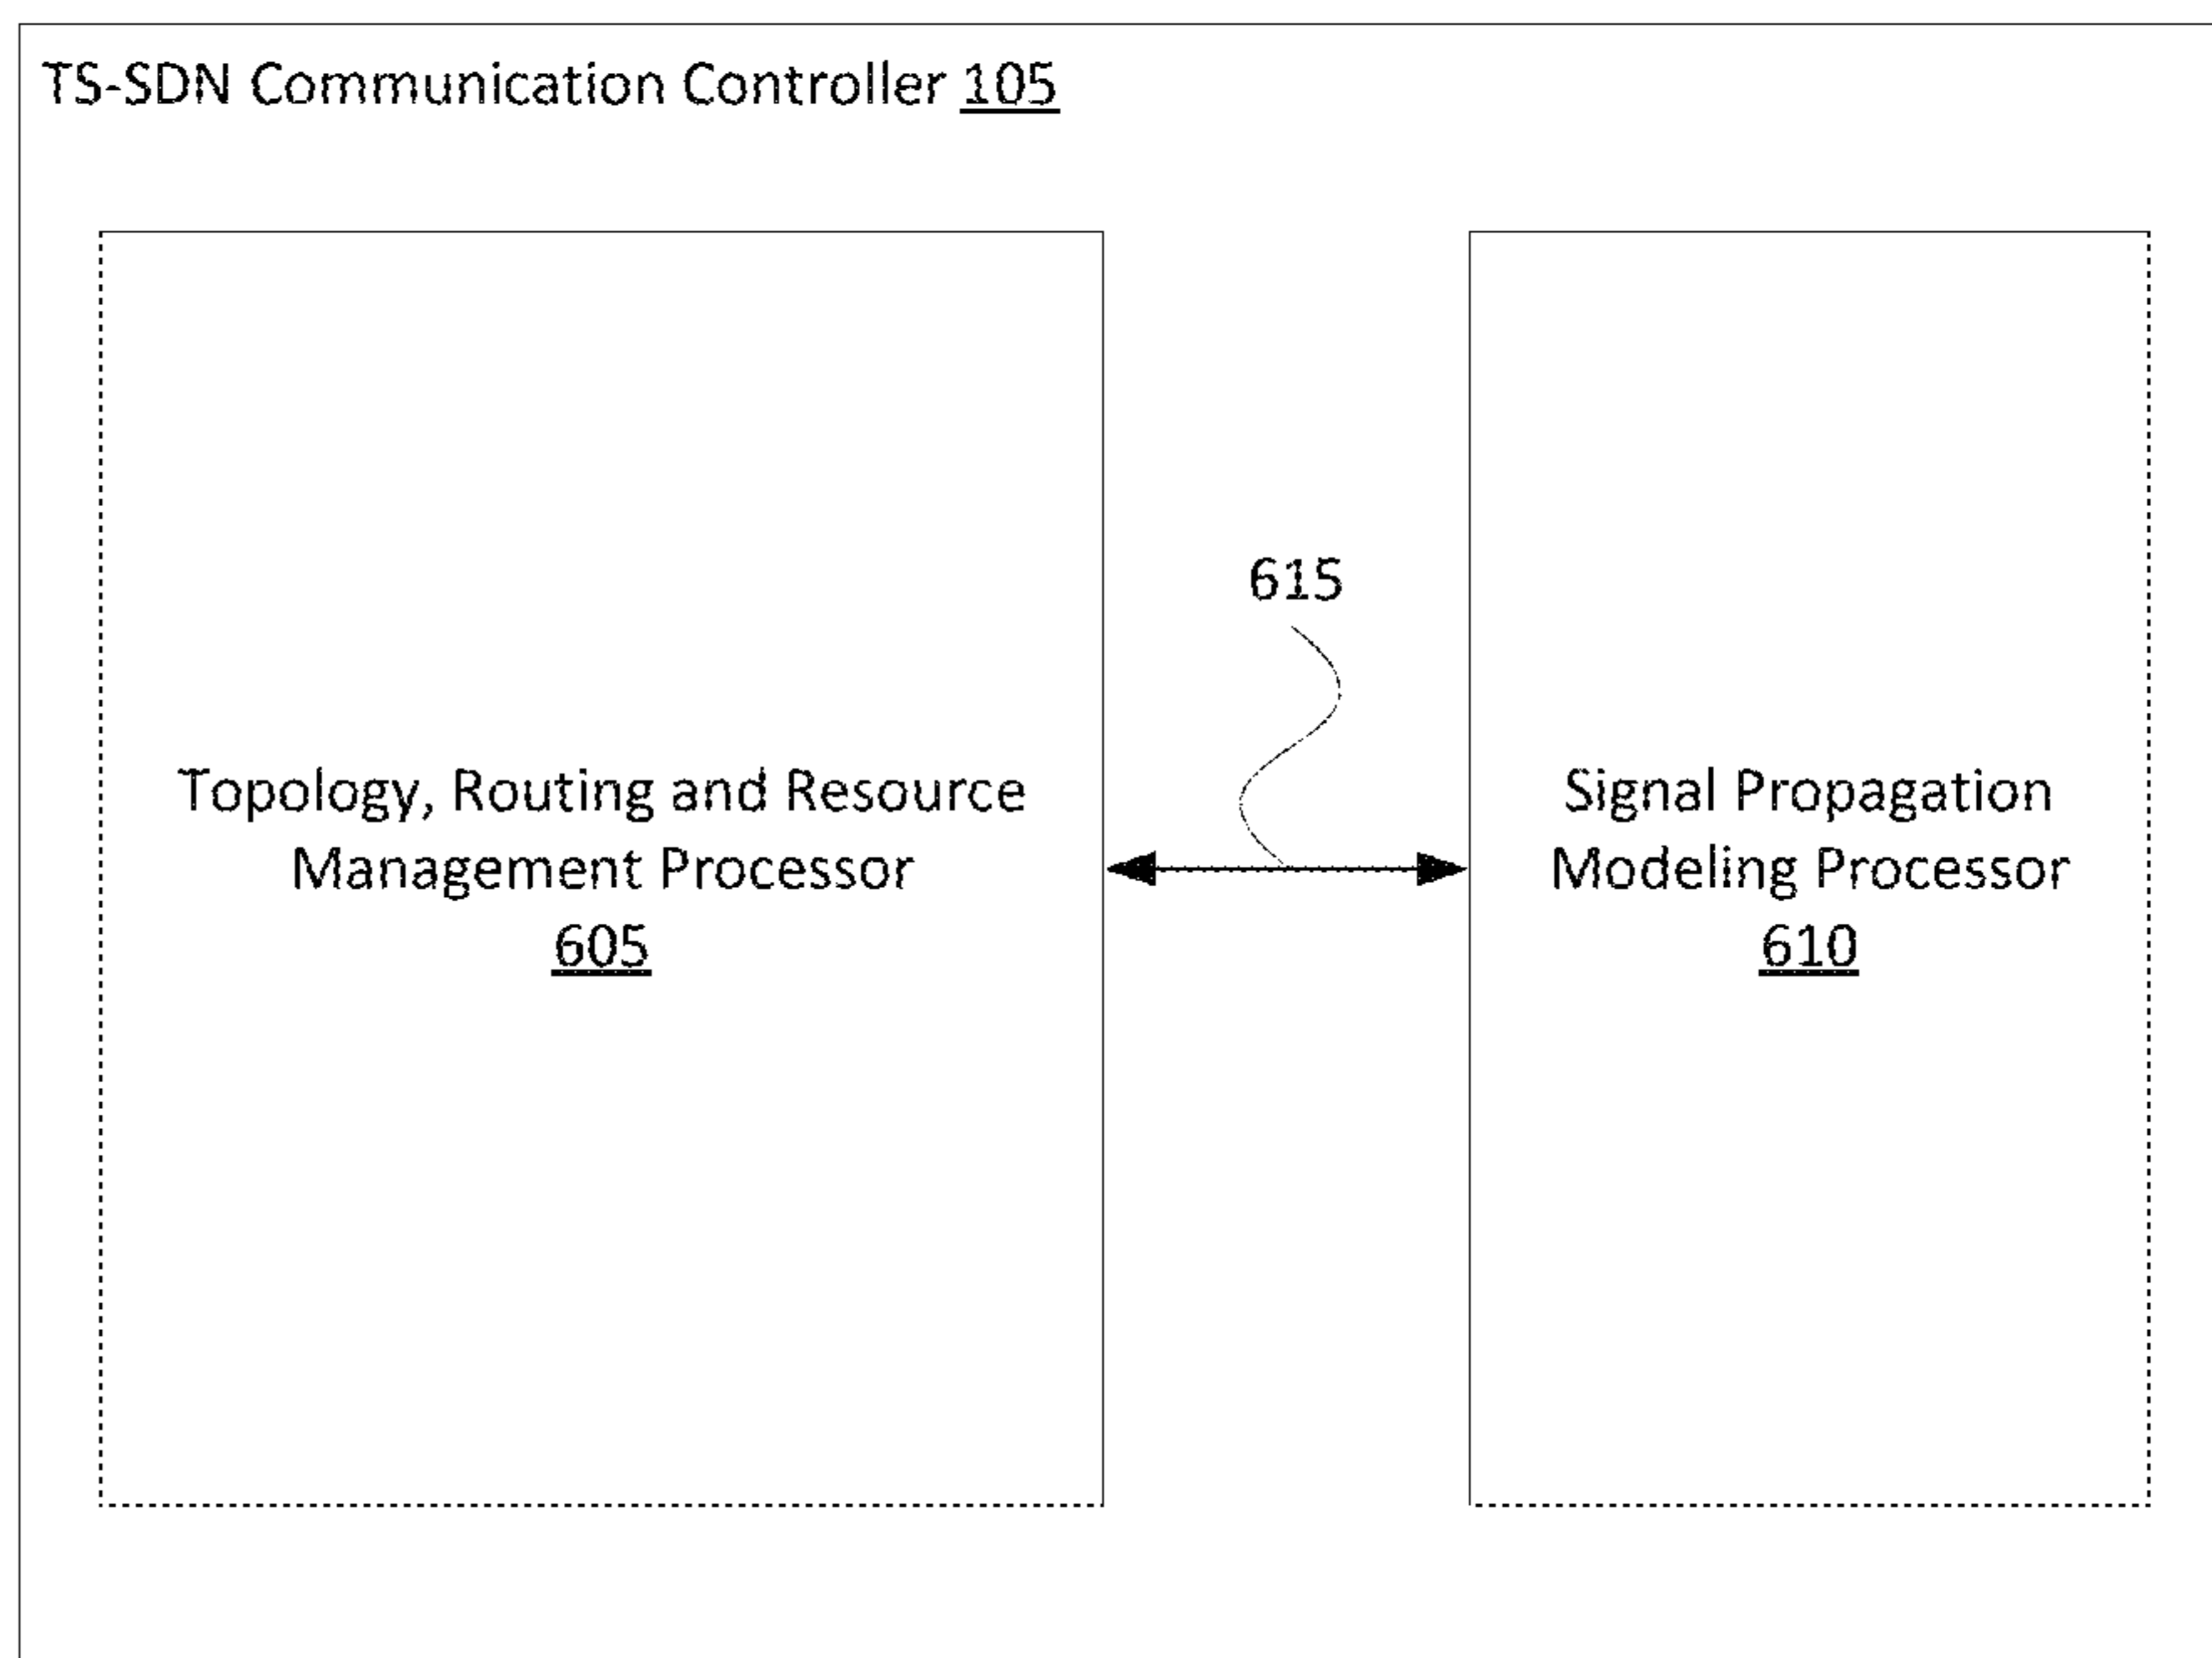 TS-SDN Communication Controller 105
615
Topology, Routing and Resource
Management Processor
605
Signal Propagation
Modeling Processor
610